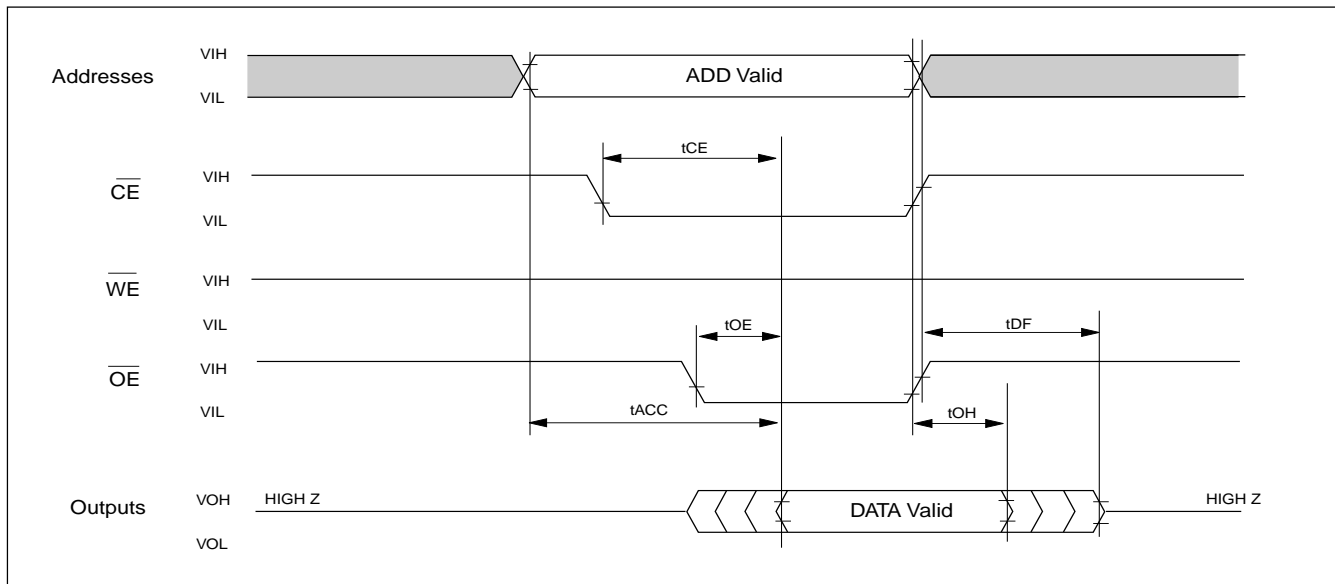 VIH
Addresses
ADD Valid
VIL
tCE
VIH
CE
VIL
VIH
WE
VIL
tOE
tDF
VIH
OE
VIL
tACC
tOH
VOH
HIGH Z
HIGH Z
Outputs
DATA Valid
VOL